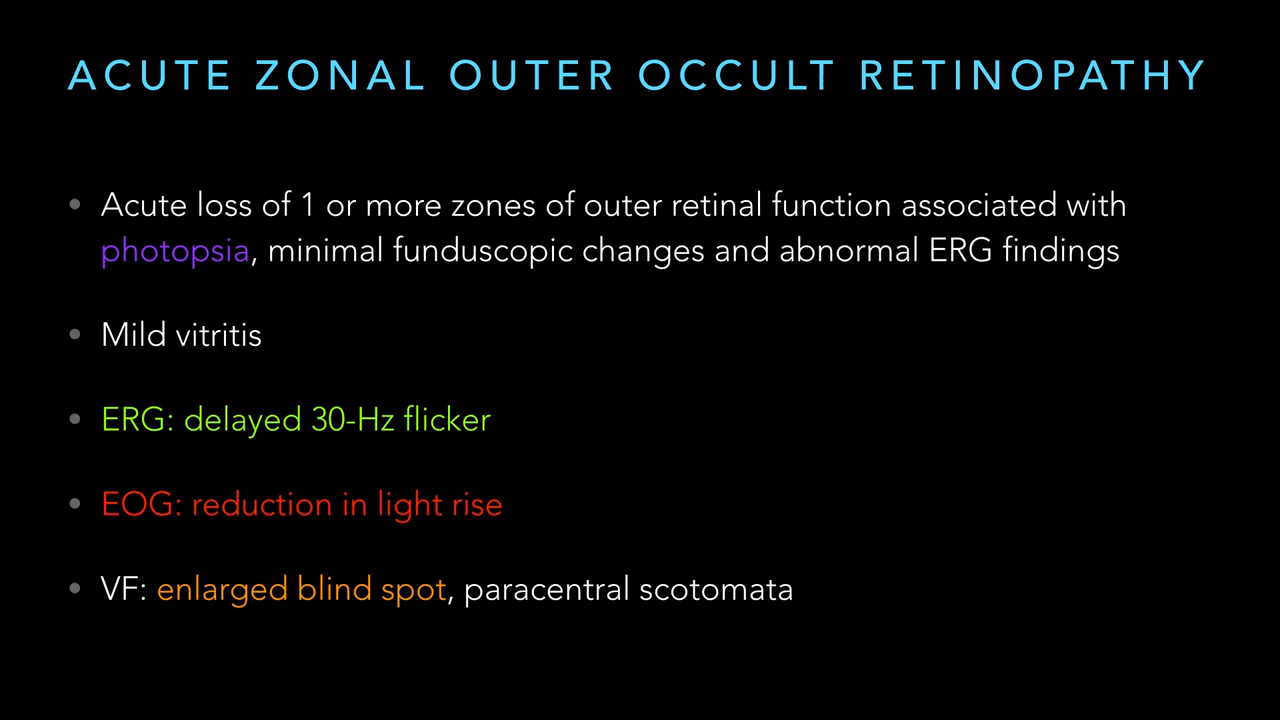 ACUTE ZONAL OUTER OCCULT RETINOPATHY
• Acute loss of 1 or more zones of outer retinal function associated with
photopsia, minimal funduscopic changes and abnormal ERG findings
• Mild vitritis
• ERG: delayed 30-Hz flicker
• EOG: reduction in light rise
• VF: enlarged blind spot, paracentral scotomata